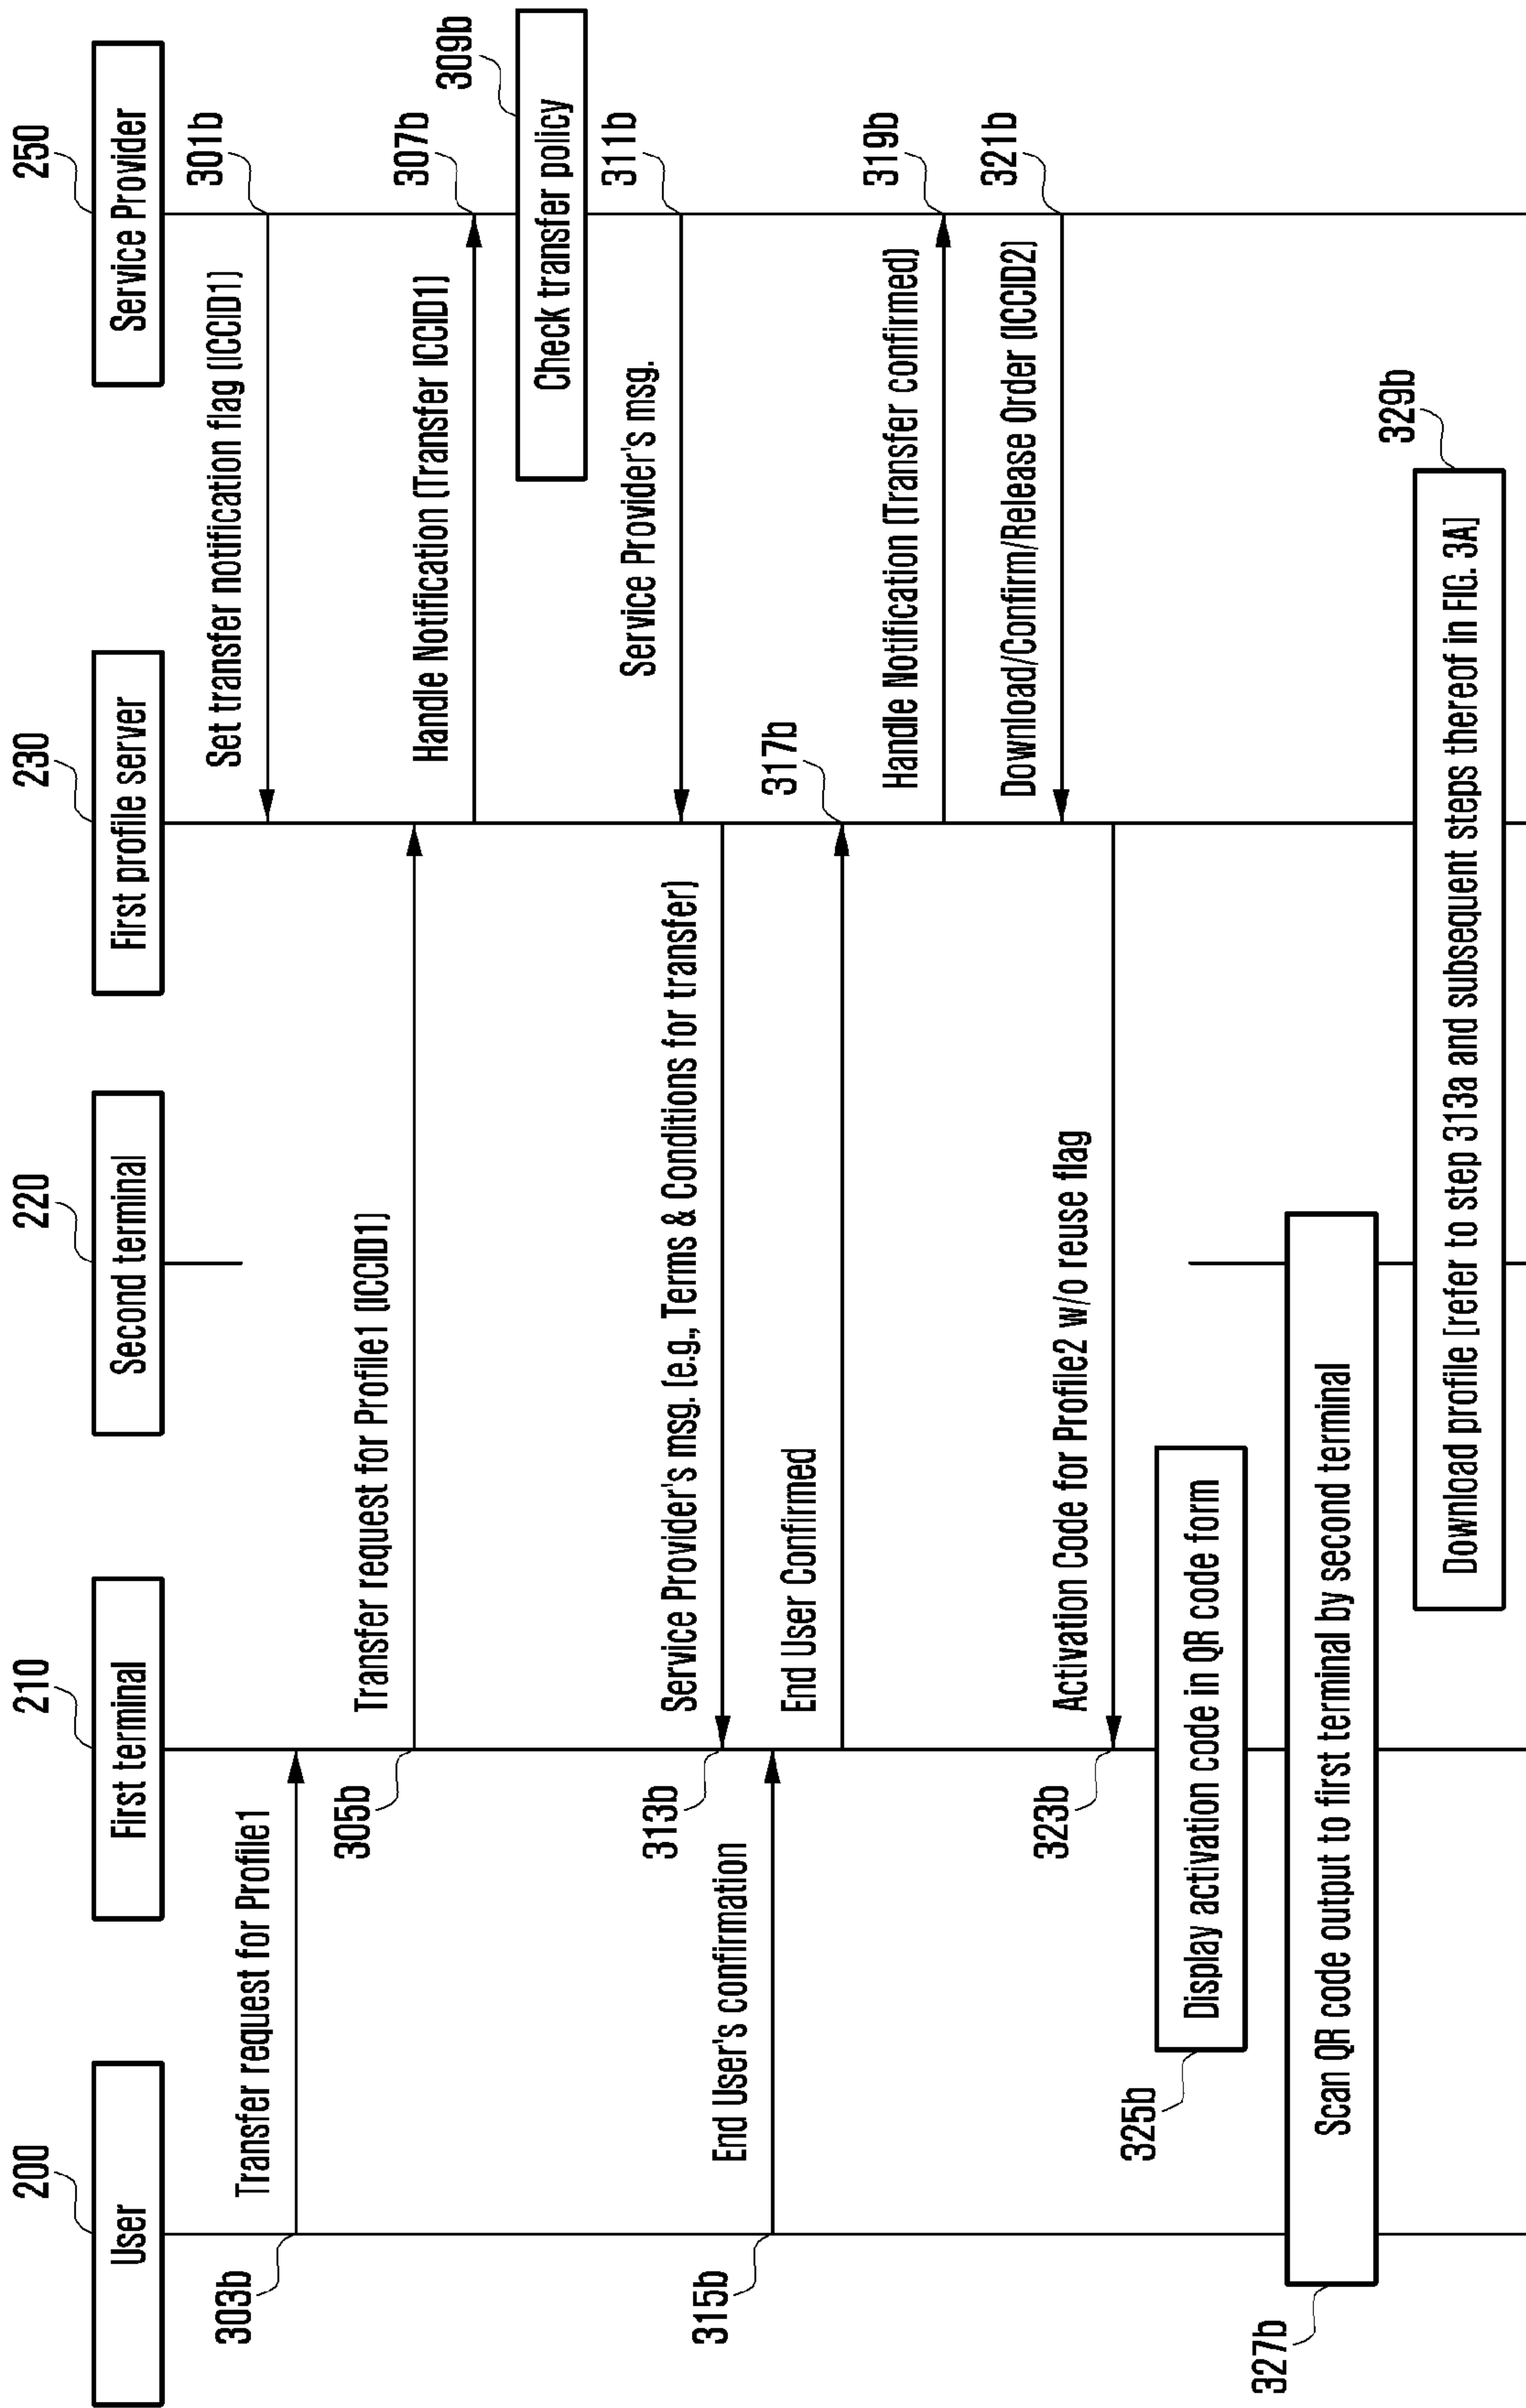 200
210
220
230
250
User
First terminal
Second terminal
First profile server
Service Provider
301b
Set transfer notification flag (ICCID1)
303b
Transfer request for Profile1
305b
Transfer request for Profile1 (ICCID1)
307b
Handle Notification (Transfer ICCID1)
309b
Check transfer policy
311b
Service Provider's msg.
313b
Service Provider's msg. (e.g., Terms & Conditions for transfer)
315b
End User's confirmation
317b
End User Confirmed
319b
Handle Notification (Transfer confirmed)
321b
Download/Confirm/Release Order (ICCID2)
323b
Activation Code for Profile2 w/o reuse flag
325b
Display activation code in QR code form
327b
Scan QR code output to first terminal by second terminal
329b
Download profile [refer to step 313a and subsequent steps thereof in FIG. 3A]